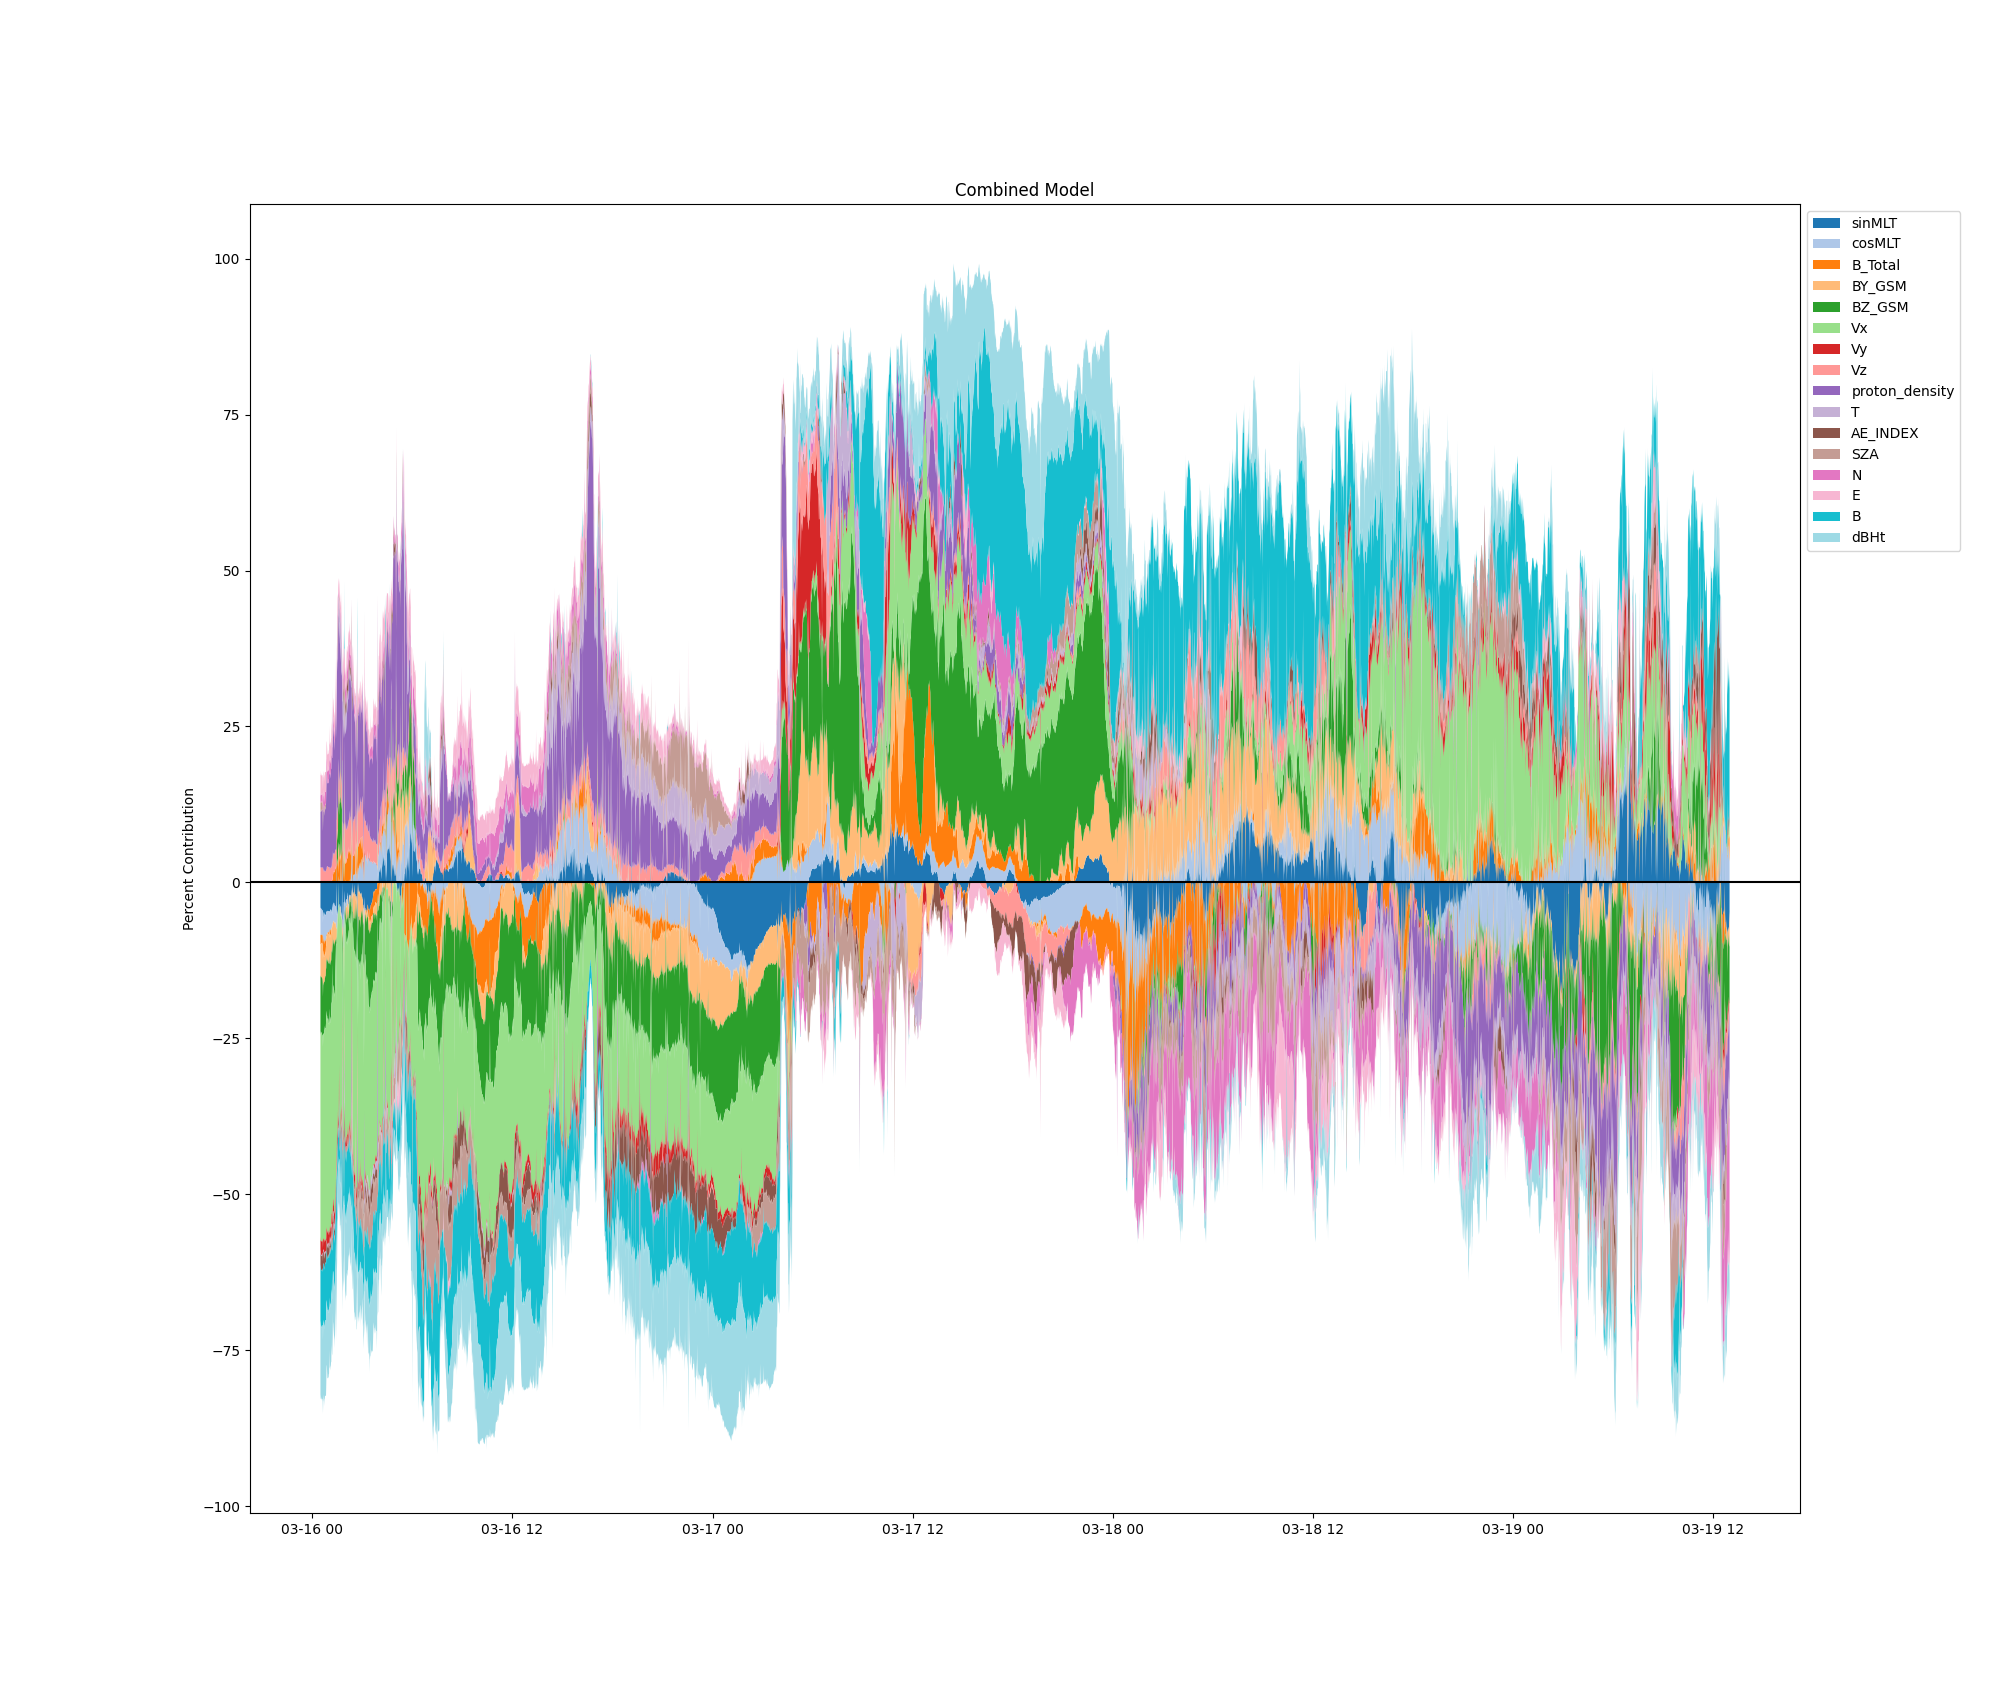 Combined Model
Percent Contribution
100
75
50
25
0
−25
−50
−75
−100
03-16 00
03-16 12
03-17 00
03-17 12
03-18 00
03-18 12
03-19 00
03-19 12
sinMLT
cosMLT
B_Total
BY_GSM
BZ_GSM
Vx
Vy
Vz
proton_density
T
AE_INDEX
SZA
N
E
B
dBHt